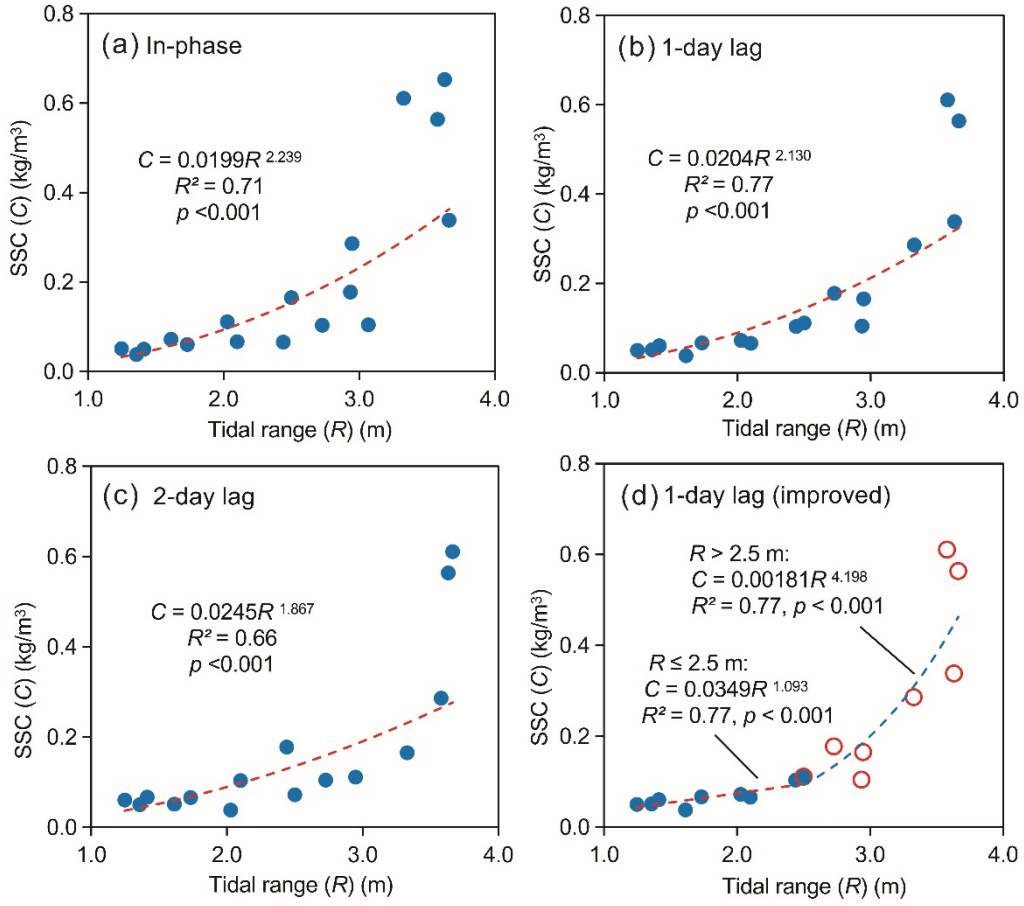 (a) In-phase
SSC (C) (kg/m³)
0.8
0.6
0.4
0.2
0.0
C = 0.0199R^2.239
R² = 0.71
p <0.001
1.0 2.0 3.0 4.0
Tidal range (R) (m)
(b) 1-day lag
SSC (C) (kg/m³)
0.8
0.6
0.4
0.2
0.0
C = 0.0204R^2.130
R² = 0.77
p <0.001
1.0 2.0 3.0 4.0
Tidal range (R) (m)
(c) 2-day lag
SSC (C) (kg/m³)
0.8
0.6
0.4
0.2
0.0
C = 0.0245R^1.867
R² = 0.66
p <0.001
1.0 2.0 3.0 4.0
Tidal range (R) (m)
(d) 1-day lag (improved)
SSC (C) (kg/m³)
0.8
0.6
0.4
0.2
0.0
R > 2.5 m:
C = 0.00181R^4.198
R² = 0.77, p < 0.001
R ≤ 2.5 m:
C = 0.0349R^1.093
R² = 0.77, p < 0.001
1.0 2.0 3.0 4.0
Tidal range (R) (m)